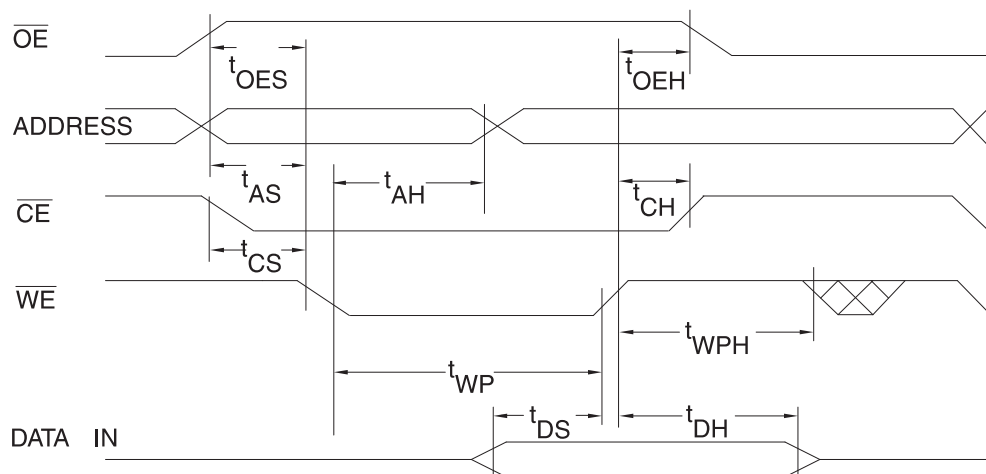 OE
tOES
tOEH
ADDRESS
tAS
tAH
tCH
CE
tCS
WE
tWPH
tWP
tDS
tDH
DATA IN